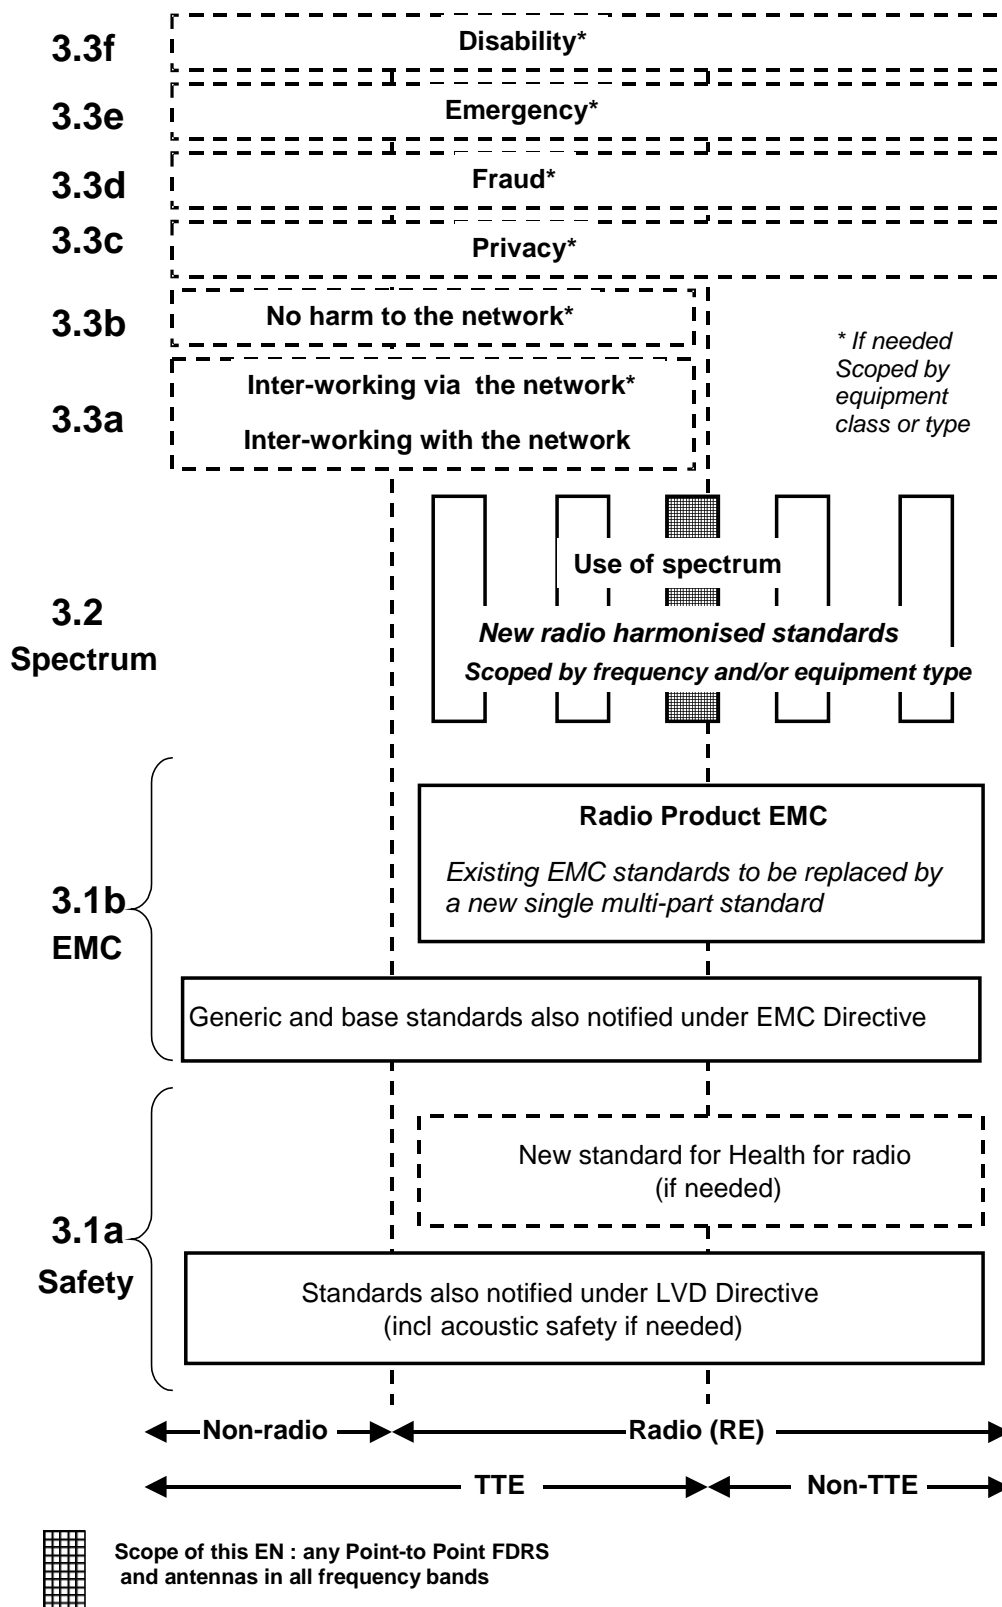 3.3f
Disability*
3.3e
Emergency*
3.3d
Fraud*
3.3c
Privacy*
3.3b
No harm to the network*
* If needed
Scoped by
equipment
class or type
3.3a
Inter-working via the network*
Inter-working with the network
3.2
Spectrum
Use of spectrum
New radio harmonised standards
Scoped by frequency and/or equipment type
3.1b
EMC
Radio Product EMC
Existing EMC standards to be replaced by
a new single multi-part standard
Generic and base standards also notified under EMC Directive
3.1a
Safety
New standard for Health for radio
(if needed)
Standards also notified under LVD Directive
(incl acoustic safety if needed)
Non-radio
Radio (RE)
TTE
Non-TTE
Scope of this EN : any Point-to Point FDRS
and antennas in all frequency bands